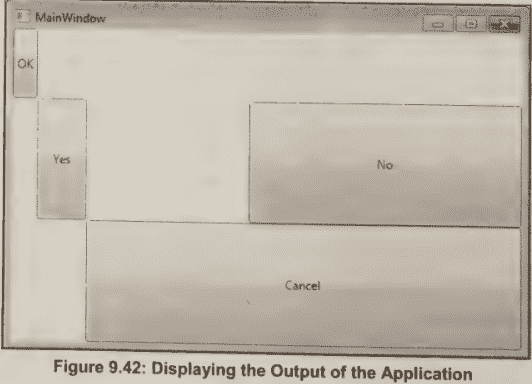 MainWindow
OK
Yes
No
Cancel
Figure 9.42: Displaying the Output of the Application